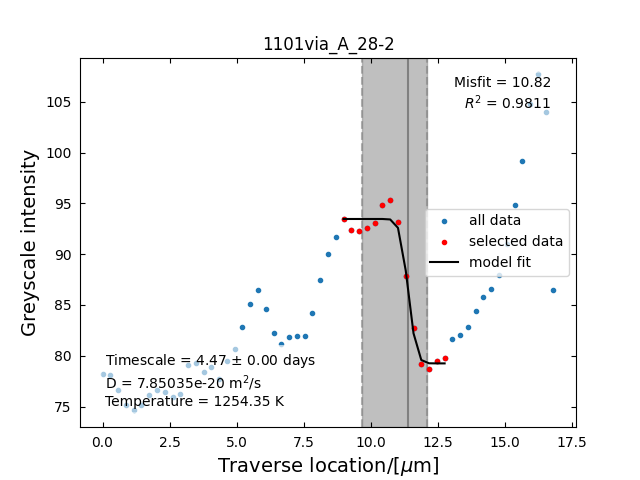 1101via_A_28-2
Misfit = 10.82
R² = 0.9811
Greyscale intensity
105
100
95
90
85
80
75
all data
selected data
model fit
Timescale = 4.47 ± 0.00 days
D = 7.85035e-20 m²/s
Temperature = 1254.35 K
0.0 2.5 5.0 7.5 10.0 12.5 15.0 17.5
Traverse location/[μm]